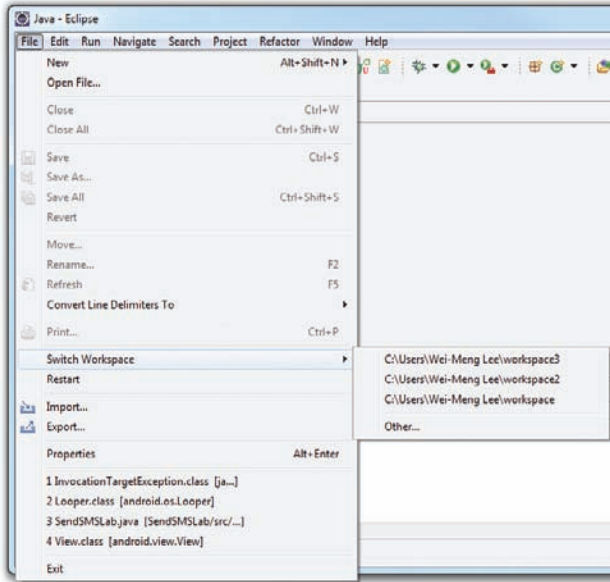 Java - Eclipse
File Edit Run Navigate Search Project Refactor Window Help
New Alt+Shift+N
Open File...
Close Ctrl+W
Close All Ctrl+Shift+W
Save Ctrl+S
Save As...
Save All Ctrl+Shift+S
Revert
Move...
Rename... F2
Refresh F5
Convert Line Delimiters To
Print... Ctrl+P
Switch Workspace
C:\Users\Wei-Meng Lee\workspace3
C:\Users\Wei-Meng Lee\workspace2
C:\Users\Wei-Meng Lee\workspace
Other...
Restart
Import...
Export...
Properties Alt+Enter
1 InvocationTargetException.class [ja...]
2 Looper.class [android.os.Looper]
3 SendSMSLab.java [SendSMSLab/src/...]
4 View.class [android.view.View]
Exit